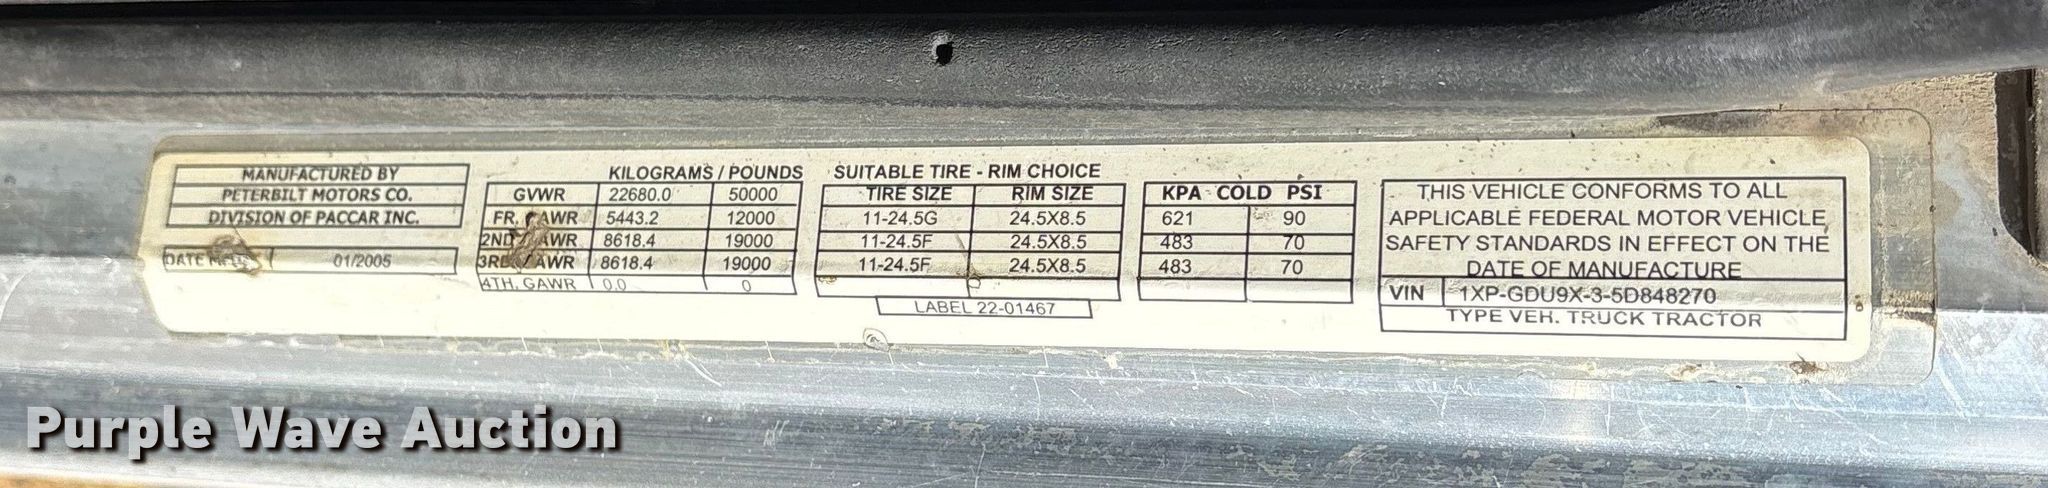 MANUFACTURED BY
PETERBILT MOTORS CO.
DIVISION OF PACCAR INC.
DATE MFD. 01/2005
KILOGRAMS / POUNDS
GVWR 22680.0 50000
FR. GAWR 5443.2 12000
2ND GAWR 8618.4 19000
3RD GAWR 8618.4 19000
4TH. GAWR 0.0 0
SUITABLE TIRE - RIM CHOICE
TIRE SIZE RIM SIZE
11-24.5G 24.5X8.5
11-24.5F 24.5X8.5
11-24.5F 24.5X8.5
LABEL 22-01467
KPA COLD PSI
621 90
483 70
483 70
THIS VEHICLE CONFORMS TO ALL
APPLICABLE FEDERAL MOTOR VEHICLE
SAFETY STANDARDS IN EFFECT ON THE
DATE OF MANUFACTURE
VIN 1XP-GDU9X-3-5D848270
TYPE VEH. TRUCK TRACTOR
Purple Wave Auction